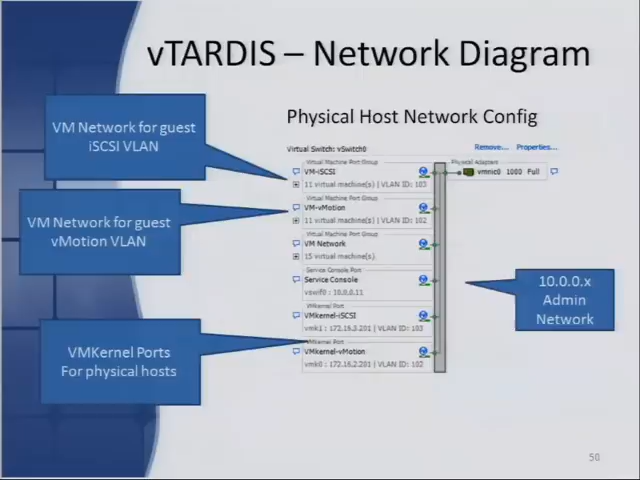 vTARDIS – Network Diagram
Physical Host Network Config
VM Network for guest
iSCSI VLAN
VM Network for guest
vMotion VLAN
VMKernel Ports
For physical hosts
10.0.0.x
Admin
Network
Virtual Switch: vSwitch0
Remove...
Properties...
Virtual Machine Port Group
VM-iSCSI
11 virtual machine(s) | VLAN ID: 103
Virtual Machine Port Group
VM-vMotion
11 virtual machine(s) | VLAN ID: 102
Virtual Machine Port Group
VM Network
15 virtual machine(s)
Service Console Port
Service Console
vswif0 : 10.0.0.11
VMkernel Port
VMkernel-iSCSI
vmk1 : 172.16.3.201 | VLAN ID: 103
VMkernel Port
VMkernel-vMotion
vmk0 : 172.16.2.201 | VLAN ID: 102
Physical Adapters
vmnic0 1000 Full
50